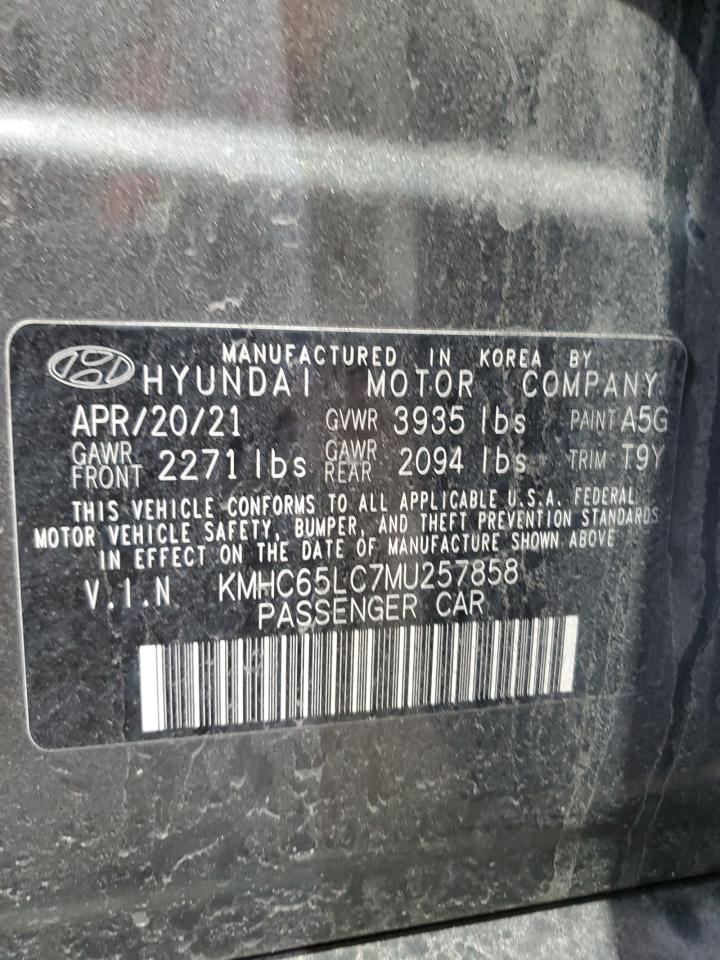 MANUFACTURED IN KOREA BY
HYUNDAI MOTOR COMPANY
APR/20/21 GVWR 3935 lbs PAINT A5G
GAWR FRONT 2271 lbs GAWR REAR 2094 lbs TRIM T9Y
THIS VEHICLE CONFORMS TO ALL APPLICABLE U.S.A. FEDERAL
MOTOR VEHICLE SAFETY, BUMPER, AND THEFT PREVENTION STANDARDS
IN EFFECT ON THE DATE OF MANUFACTURE SHOWN ABOVE
V.I.N KMHC65LC7MU257858
PASSENGER CAR